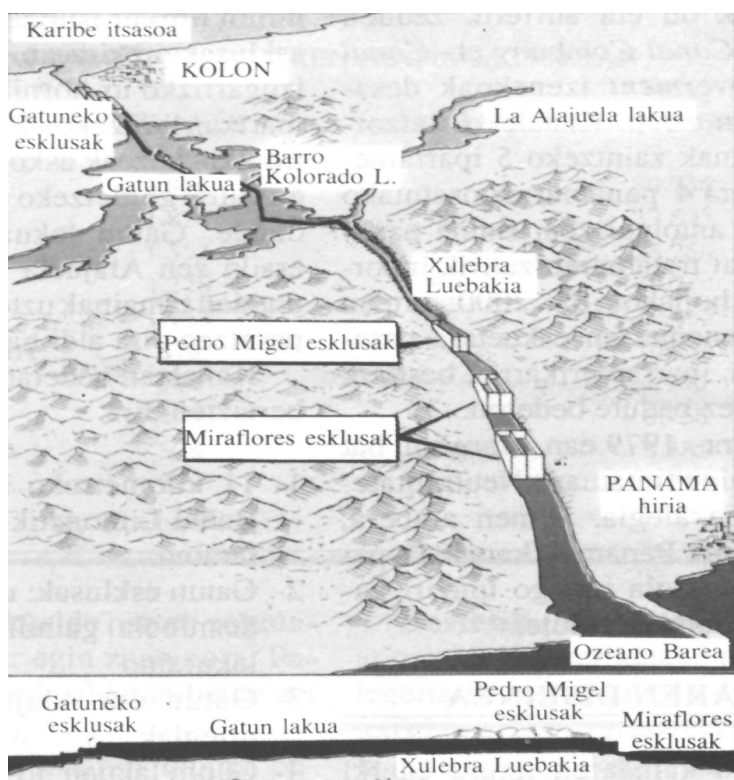 Karibe itsasoa
KOLON
Gatuneko
esklusak
La Alajuela lakua
Barro
Kolorado L.
Gatun lakua
Xulebra
Luebakia
Pedro Migel esklusak
Miraflores esklusak
PANAMA
hiria
Ozeano Barea
Gatuneko
esklusak
Gatun lakua
Pedro Migel
esklusak
Miraflores
esklusak
Xulebra Luebakia